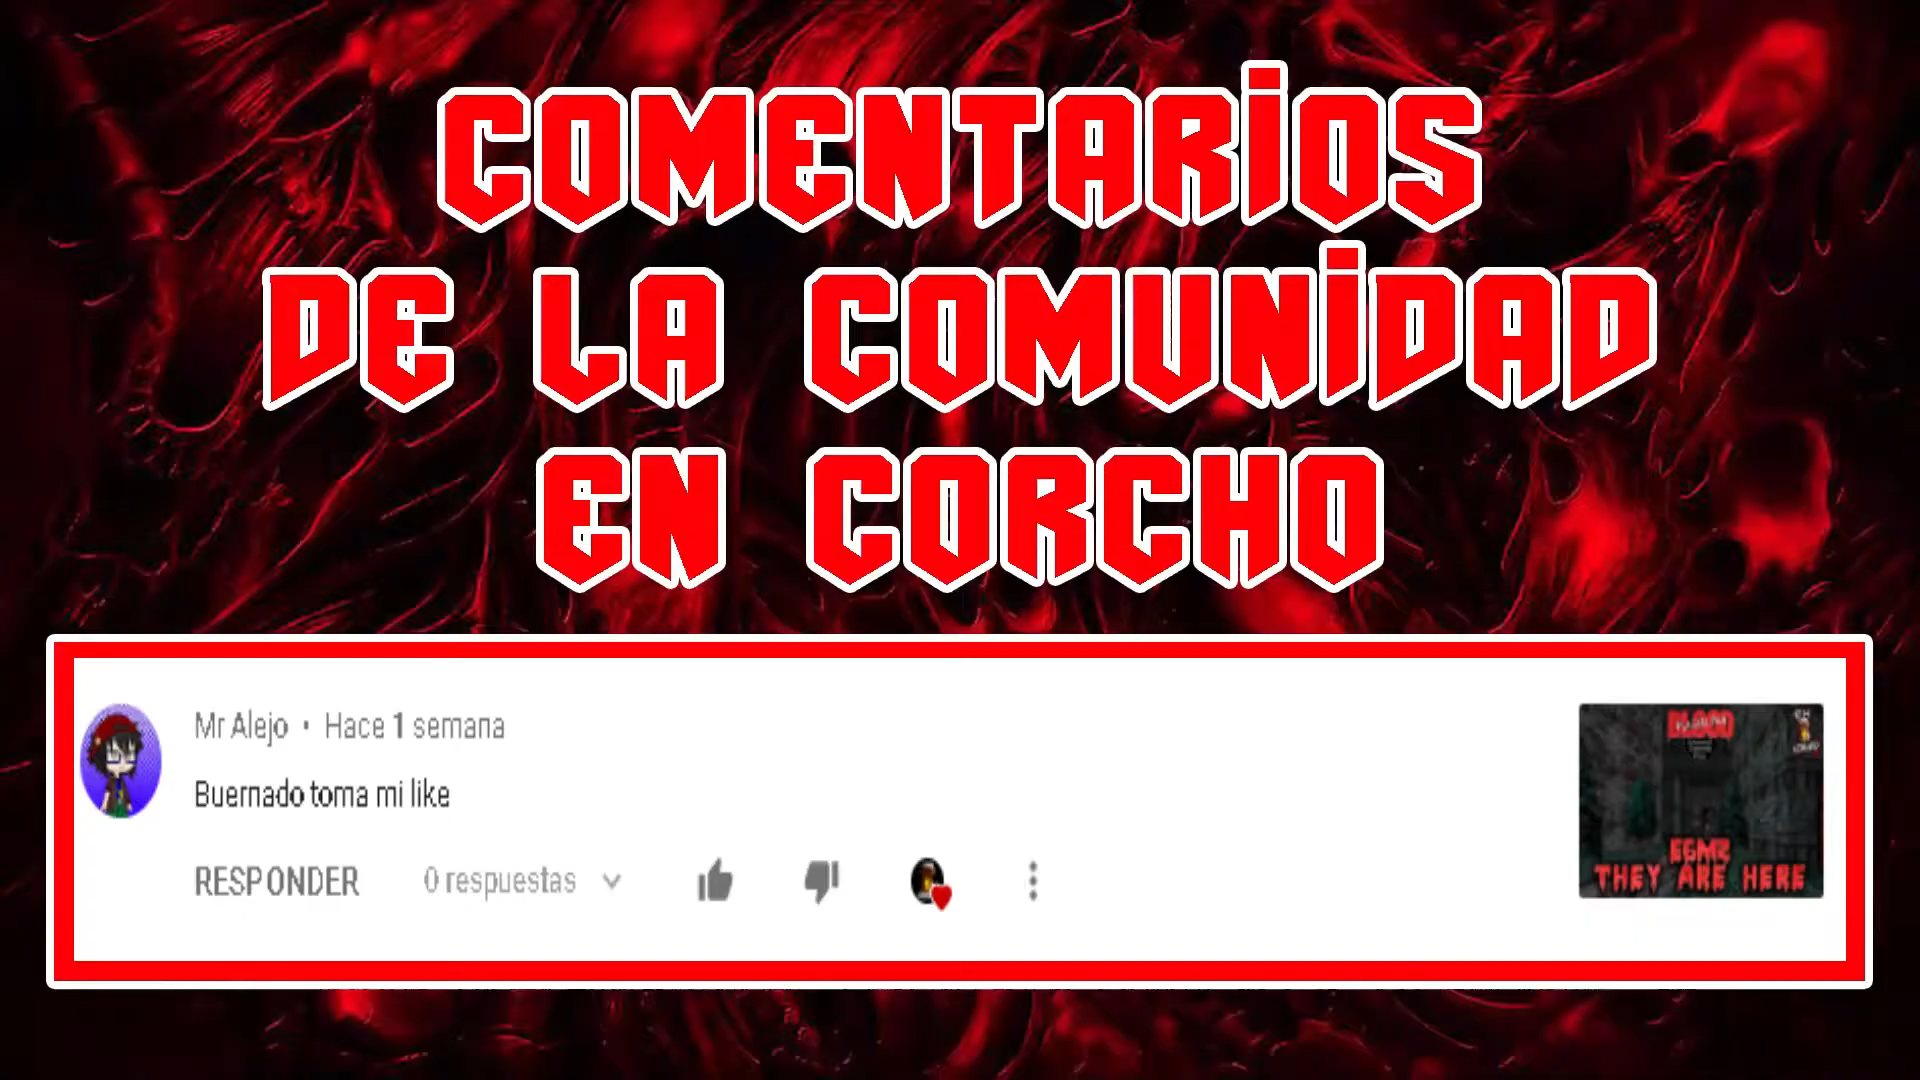 COMENTARIOS
DE LA COMUNIDAD
EN CORCHO
Mr Alejo • Hace 1 semana
Buernado toma mi like
RESPONDER 0 respuestas
BLOOD
EGM2
THEY ARE HERE